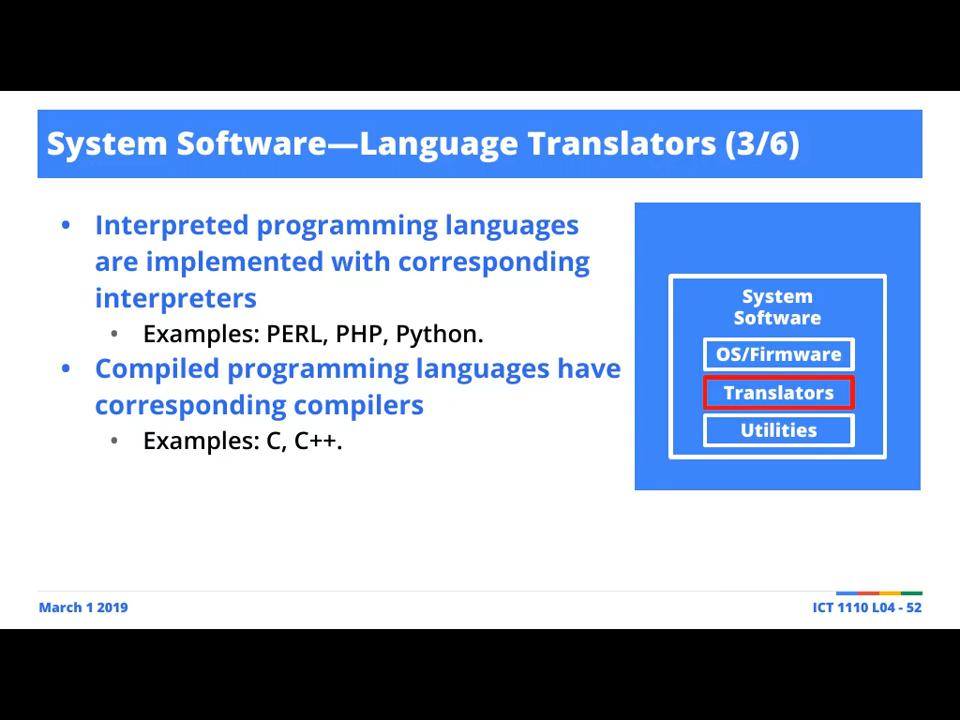 System Software—Language Translators (3/6)
• Interpreted programming languages
are implemented with corresponding
interpreters
• Examples: PERL, PHP, Python.
• Compiled programming languages have
corresponding compilers
• Examples: C, C++.
System
Software
OS/Firmware
Translators
Utilities
March 1 2019
ICT 1110 L04 - 52